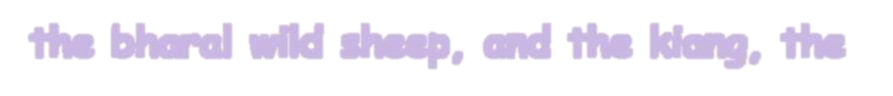 the bharal wild sheep, and the kiang, the